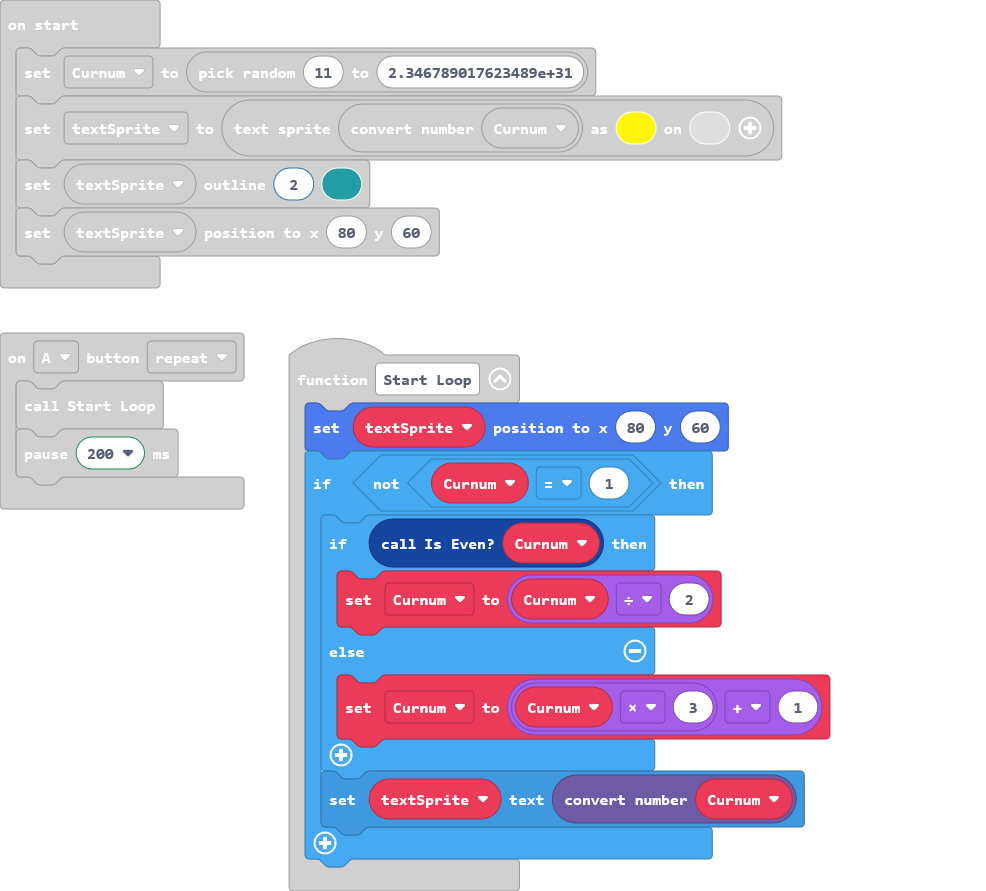 on start
set Curnum to pick random 11 to 2.346789017623489e+31
set textSprite to text sprite convert number Curnum as on
set textSprite outline 2
set textSprite position to x 80 y 60
on A button repeat
call Start Loop
pause 200 ms
function Start Loop
set textSprite position to x 80 y 60
if not Curnum = 1 then
if call Is Even? Curnum then
set Curnum to Curnum ÷ 2
else
set Curnum to Curnum × 3 + 1
set textSprite text convert number Curnum